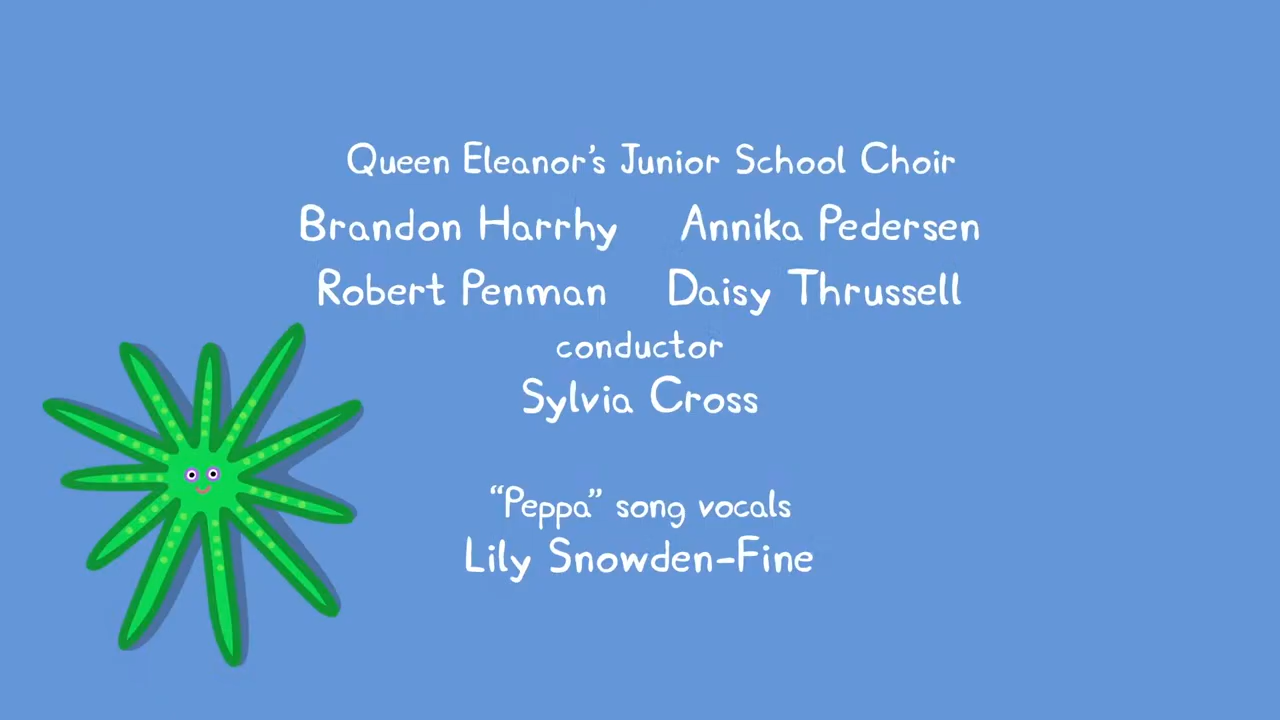 Queen Eleanor's Junior School Choir
Brandon Harrhy Annika Pedersen
Robert Penman Daisy Thrussell
conductor
Sylvia Cross
“Peppa” song vocals
Lily Snowden-Fine